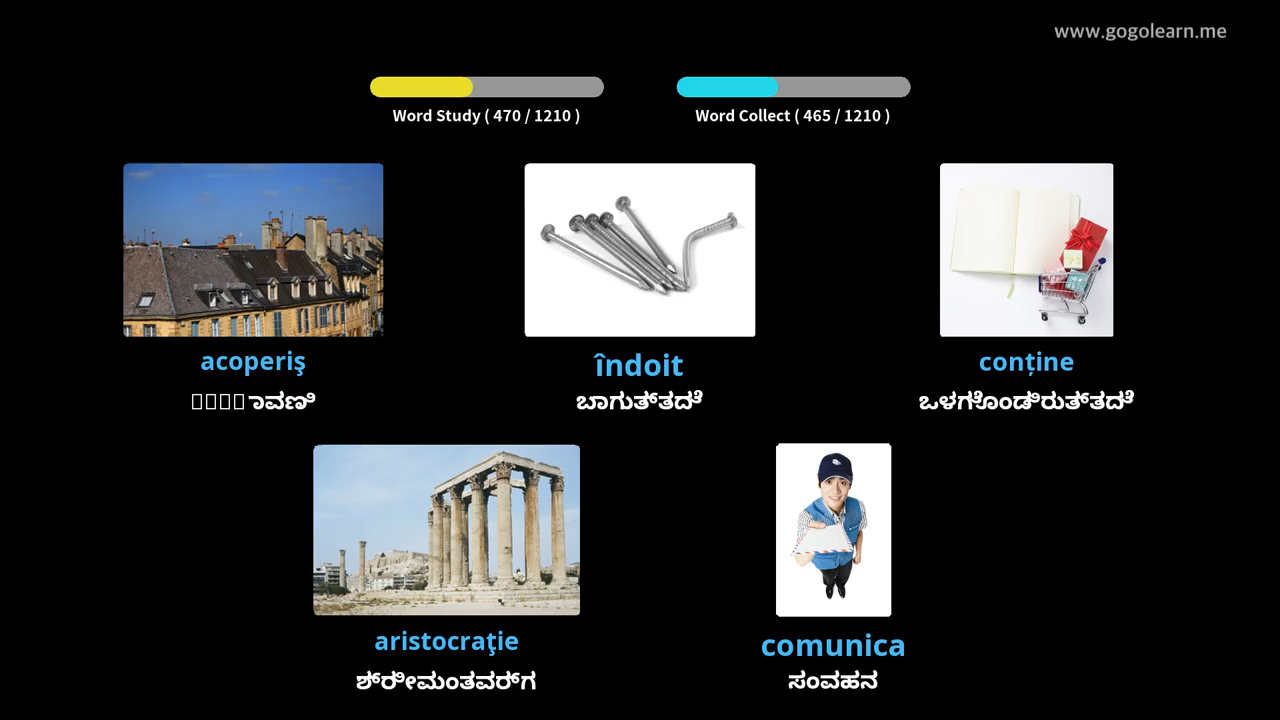 www.gogolearn.me
Word Study ( 470 / 1210 )
Word Collect ( 465 / 1210 )
acoperiş
îndoit
ಬಾಗುತ್ತದೆ
conține
ಒಳಗೊಂಡಿರುತ್ತದೆ
aristocraţie
ಶ್ರೀಮಂತವರ್ಗ
comunica
ಸಂವಹನ